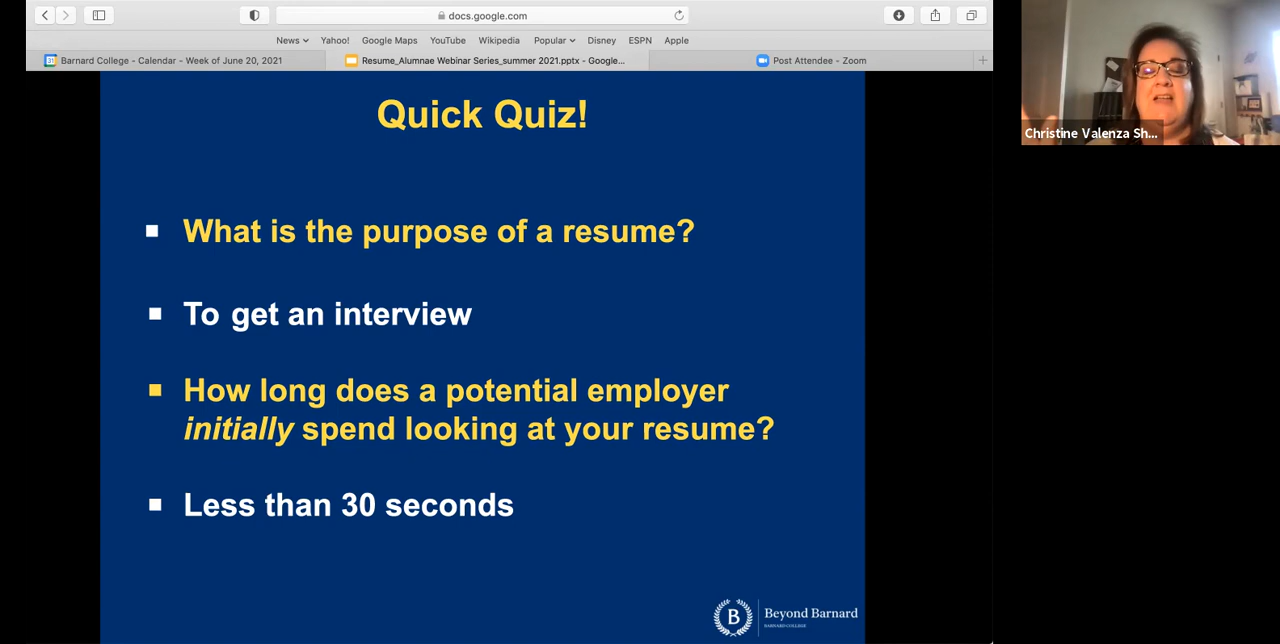 docs.google.com
News Yahoo! Google Maps YouTube Wikipedia Popular Disney ESPN Apple
31 Barnard College - Calendar - Week of June 20, 2021
Resume_Alumnae Webinar Series_summer 2021.pptx - Google...
Post Attendee - Zoom
Christine Valenza Sh...
Quick Quiz!
What is the purpose of a resume?
To get an interview
How long does a potential employer
initially spend looking at your resume?
Less than 30 seconds
B
Beyond Barnard
BARNARD COLLEGE